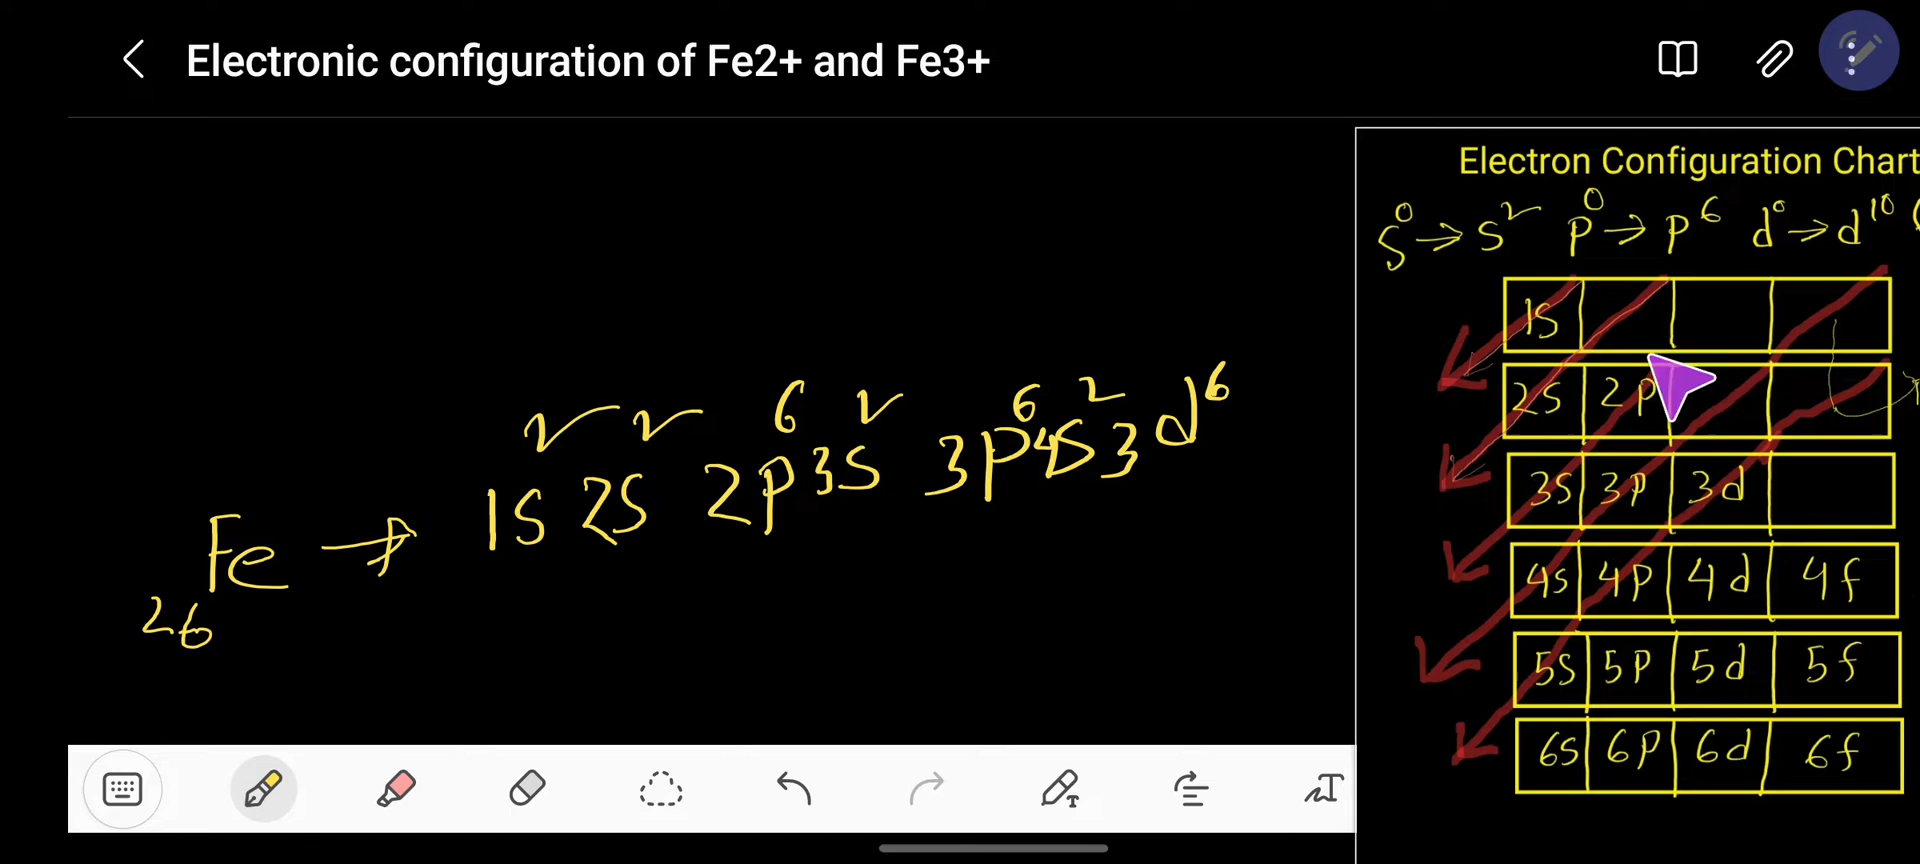 Electronic configuration of Fe2+ and Fe3+
Electron Configuration Chart
s⁰ → s² p⁰ → p⁶ d⁰ → d¹⁰
₂₆Fe → 1s² 2s² 2p⁶ 3s² 3p⁶ 4s² 3d⁶
1s
2s 2p
3s 3p 3d
4s 4p 4d 4f
5s 5p 5d 5f
6s 6p 6d 6f